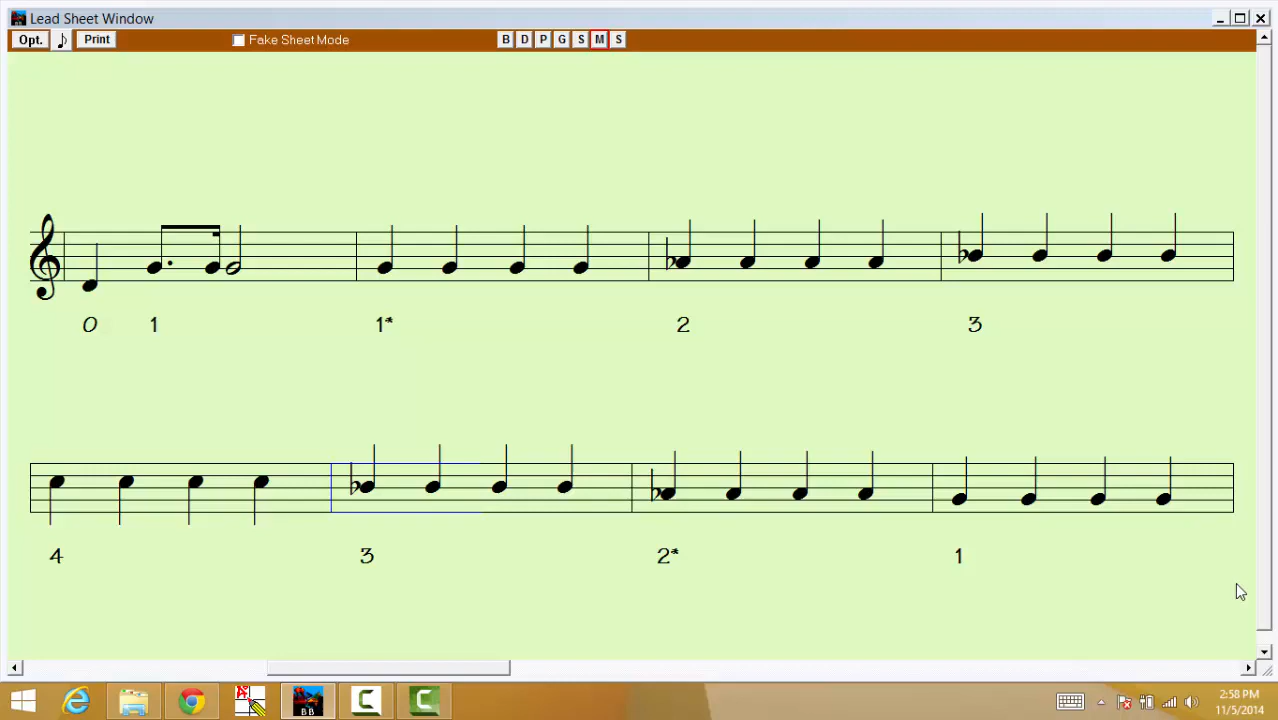 Lead Sheet Window
Opt. Print Fake Sheet Mode B D P G S M S
0 1 1* 2 3
4 3 2* 1
BB
2:58 PM
11/5/2014